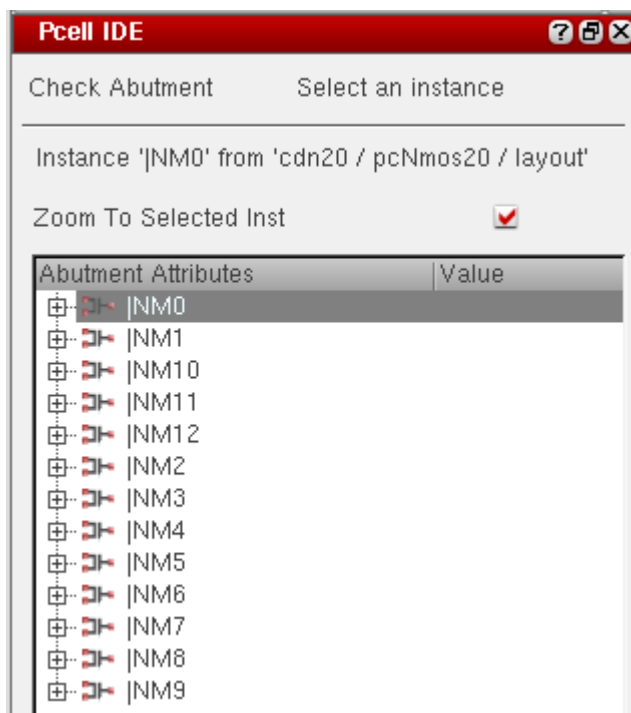 Pcell IDE
Check Abutment Select an instance
Instance '|NM0' from 'cdn20 / pcNmos20 / layout'
Zoom To Selected Inst
Abutment Attributes Value
|NM0
|NM1
|NM10
|NM11
|NM12
|NM2
|NM3
|NM4
|NM5
|NM6
|NM7
|NM8
|NM9